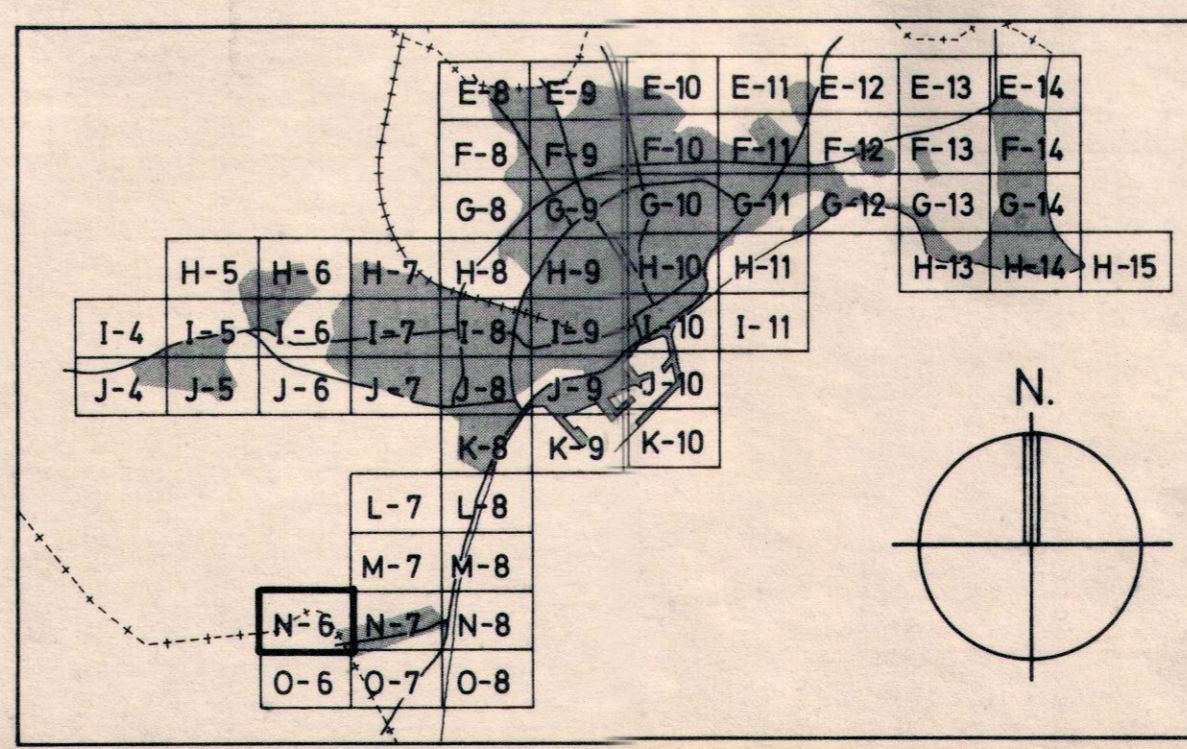 E-8 E-9 E-10 E-11 E-12 E-13 E-14
F-8 F-9 F-10 F-11 F-12 F-13 F-14
G-8 G-9 G-10 G-11 G-12 G-13 G-14
H-5 H-6 H-7 H-8 H-9 H-10 H-11 H-13 H-14 H-15
I-4 I-5 I-6 I-7 I-8 I-9 I-10 I-11
J-4 J-5 J-6 J-7 J-8 J-9 J-10
N.
K-8 K-9 K-10
L-7 L-8
M-7 M-8
N-6 N-7 N-8
O-6 O-7 O-8